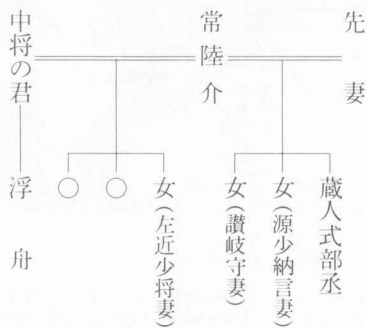 先妻
常陸介
中将の君
蔵人式部丞
女(源少納言妻)
女(讃岐守妻)
女(左近少将妻)
○
○
浮舟